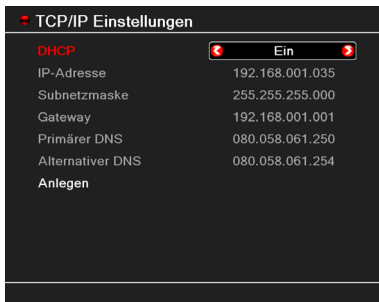 TCP/IP Einstellungen
DHCP Ein
IP-Adresse 192.168.001.035
Subnetzmaske 255.255.255.000
Gateway 192.168.001.001
Primärer DNS 080.058.061.250
Alternativer DNS 080.058.061.254
Anlegen